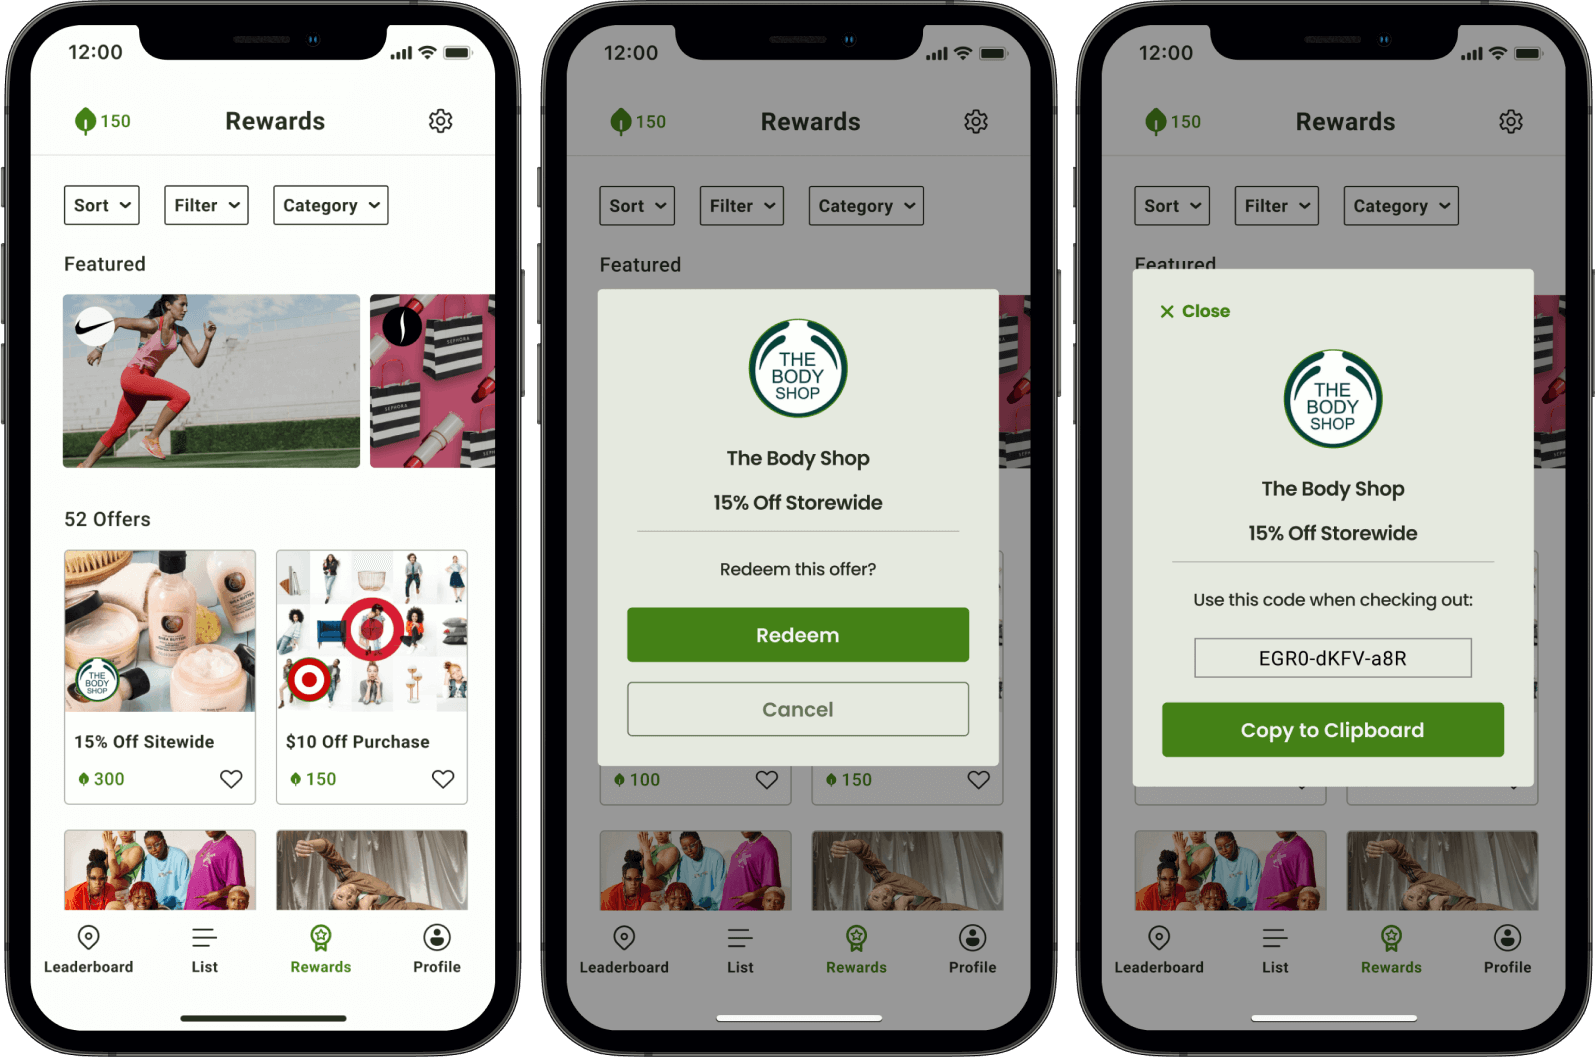 12:00
150
Rewards
Sort
Filter
Category
Featured
SEPHORA
SEPHORA
52 Offers
SHEA BUTTER
THE
BODY
SHOP
15% Off Sitewide
$10 Off Purchase
300
150
Leaderboard
List
Rewards
Profile
12:00
150
Rewards
Sort
Filter
Category
Featured
THE
BODY
SHOP
The Body Shop
15% Off Storewide
Redeem this offer?
Redeem
Cancel
100
150
Leaderboard
List
Rewards
Profile
12:00
150
Rewards
Sort
Filter
Category
Featured
Close
THE
BODY
SHOP
The Body Shop
15% Off Storewide
Use this code when checking out:
EGR0-dKFV-a8R
Copy to Clipboard
Leaderboard
List
Rewards
Profile